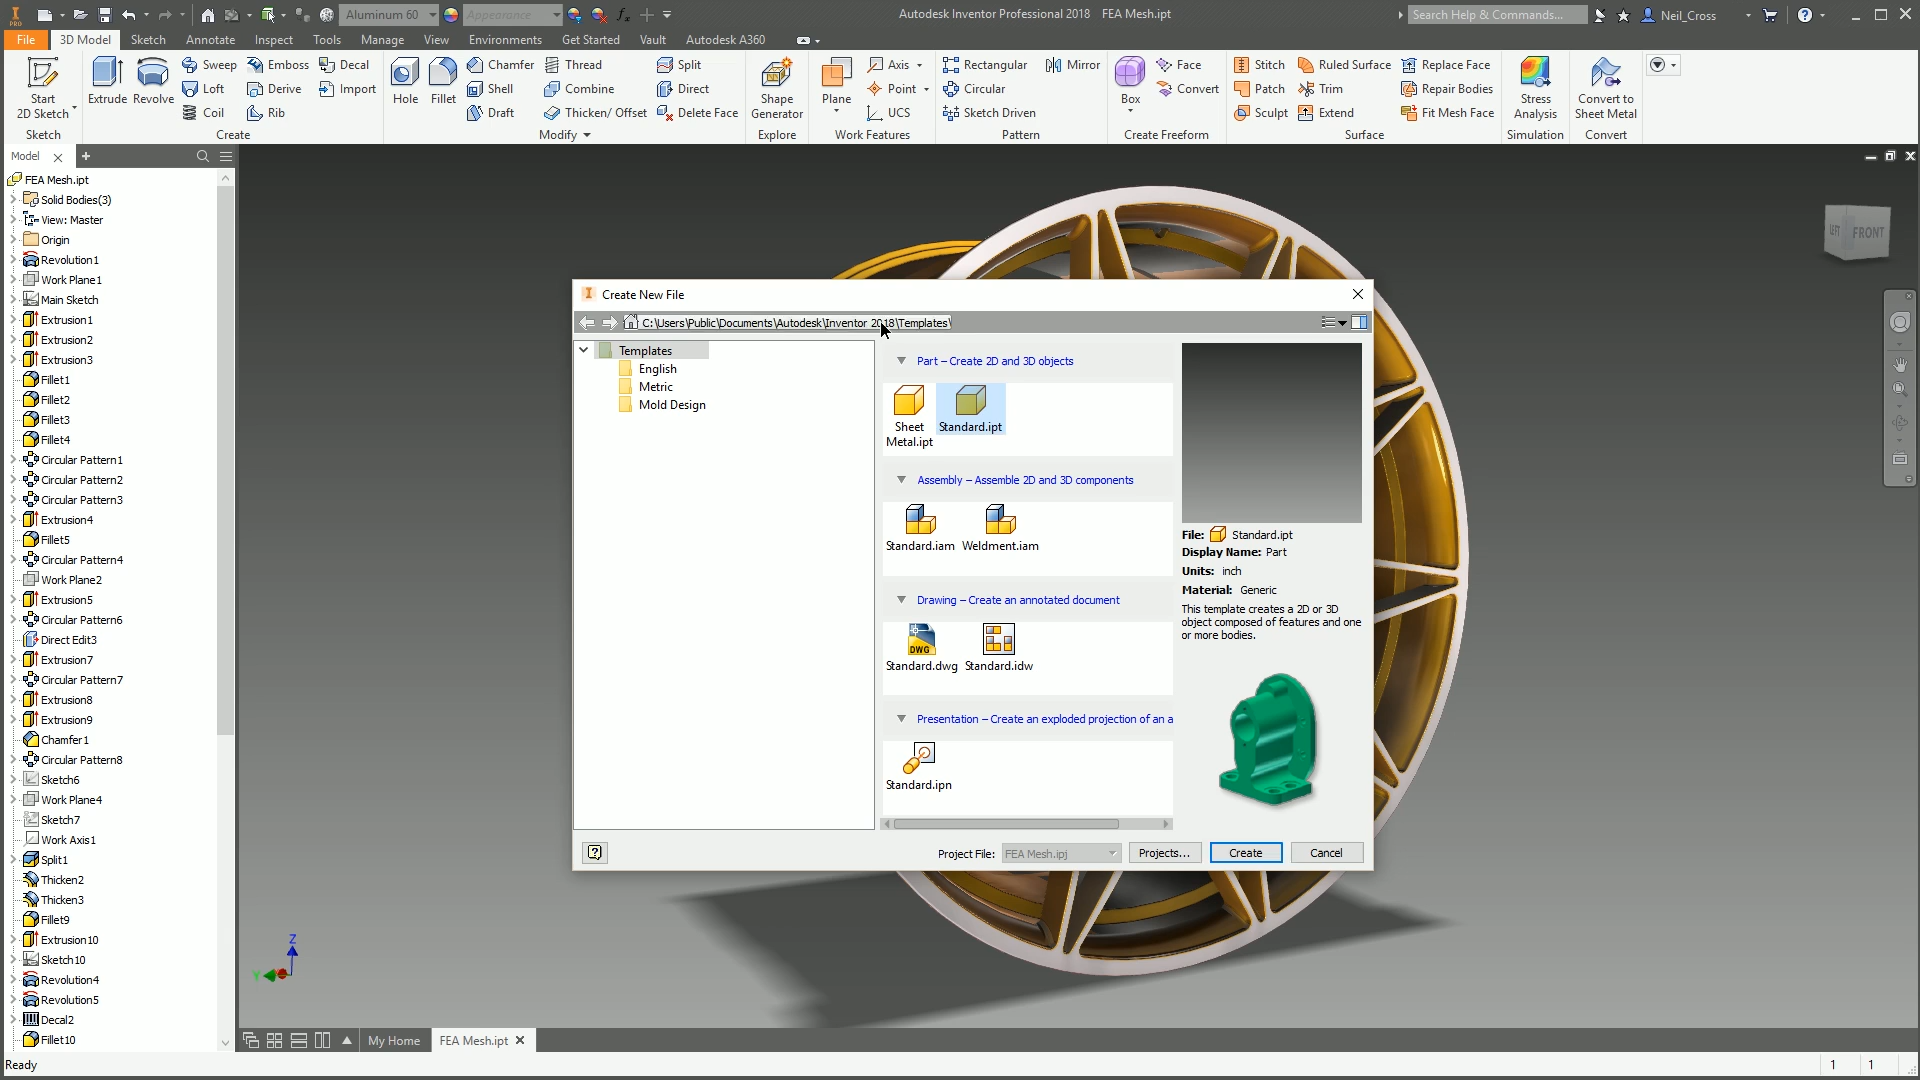 Aluminum 60
Appearance
fx
Autodesk Inventor Professional 2018 FEA Mesh.ipt
Search Help & Commands...
Neil_Cross
PRO
File 3D Model Sketch Annotate Inspect Tools Manage View Environments Get Started Vault Autodesk A360
Start 2D Sketch
Extrude
Revolve
Sweep
Loft
Coil
Emboss
Derive
Rib
Decal
Import
Hole
Fillet
Chamfer
Shell
Draft
Thread
Combine
Thicken/ Offset
Split
Direct
Delete Face
Shape Generator
Plane
Axis
Point
UCS
Rectangular
Circular
Sketch Driven
Mirror
Box
Face
Convert
Stitch
Patch
Sculpt
Ruled Surface
Trim
Extend
Replace Face
Repair Bodies
Fit Mesh Face
Stress Analysis
Convert to Sheet Metal
Sketch Create Modify Explore Work Features Pattern Create Freeform Surface Simulation Convert
Model
FEA Mesh.ipt
Solid Bodies(3)
View: Master
Origin
Revolution1
Work Plane1
Main Sketch
Extrusion1
Extrusion2
Extrusion3
Fillet1
Fillet2
Fillet3
Fillet4
Circular Pattern1
Circular Pattern2
Circular Pattern3
Extrusion4
Fillet5
Circular Pattern4
Work Plane2
Extrusion5
Circular Pattern6
Direct Edit3
Extrusion7
Circular Pattern7
Extrusion8
Extrusion9
Chamfer1
Circular Pattern8
Sketch6
Work Plane4
Sketch7
Work Axis1
Split1
Thicken2
Thicken3
Fillet9
Extrusion10
Sketch10
Revolution4
Revolution5
Decal2
Fillet10
LEFT FRONT
Create New File
C:\Users\Public\Documents\Autodesk\Inventor 2018\Templates\
Templates
English
Metric
Mold Design
Part – Create 2D and 3D objects
Sheet Metal.ipt
Standard.ipt
Assembly – Assemble 2D and 3D components
Standard.iam
Weldment.iam
Drawing – Create an annotated document
DWG
Standard.dwg
Standard.idw
Presentation – Create an exploded projection of an a
Standard.ipn
File: Standard.ipt
Display Name: Part
Units: inch
Material: Generic
This template creates a 2D or 3D
object composed of features and one
or more bodies.
Project File: FEA Mesh.ipj
Projects...
Create
Cancel
Z
Y
My Home
FEA Mesh.ipt
Ready
1 1